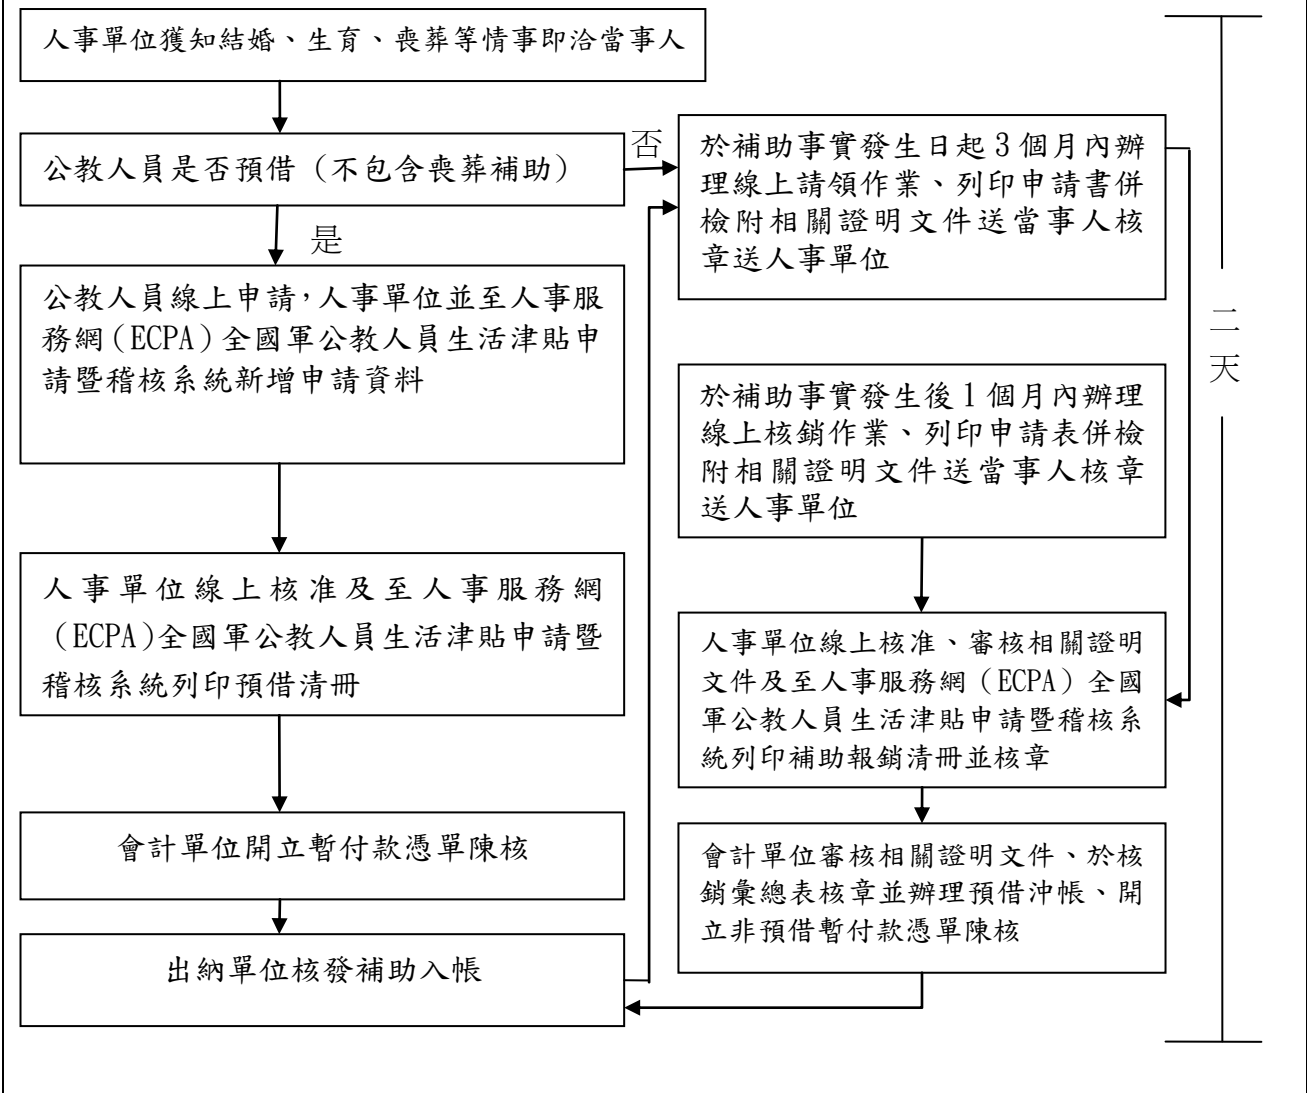 人事單位獲知結婚、生育、喪葬等情事即洽當事人
公教人員是否預借（不包含喪葬補助）
否
是
公教人員線上申請，人事單位並至人事服
務網（ECPA）全國軍公教人員生活津貼申
請暨稽核系統新增申請資料
人事單位線上核准及至人事服務網
（ECPA）全國軍公教人員生活津貼申請暨
稽核系統列印預借清冊
會計單位開立暫付款憑單陳核
出納單位核發補助入帳
於補助事實發生日起3個月內辦
理線上請領作業、列印申請書併
檢附相關證明文件送當事人核
章送人事單位
於補助事實發生後1個月內辦理
線上核銷作業、列印申請表併檢
附相關證明文件送當事人核章
送人事單位
人事單位線上核准、審核相關證明
文件及至人事服務網（ECPA）全國
軍公教人員生活津貼申請暨稽核系
統列印補助報銷清冊並核章
會計單位審核相關證明文件、於核
銷彙總表核章並辦理預借沖帳、開
立非預借暫付款憑單陳核
二
天